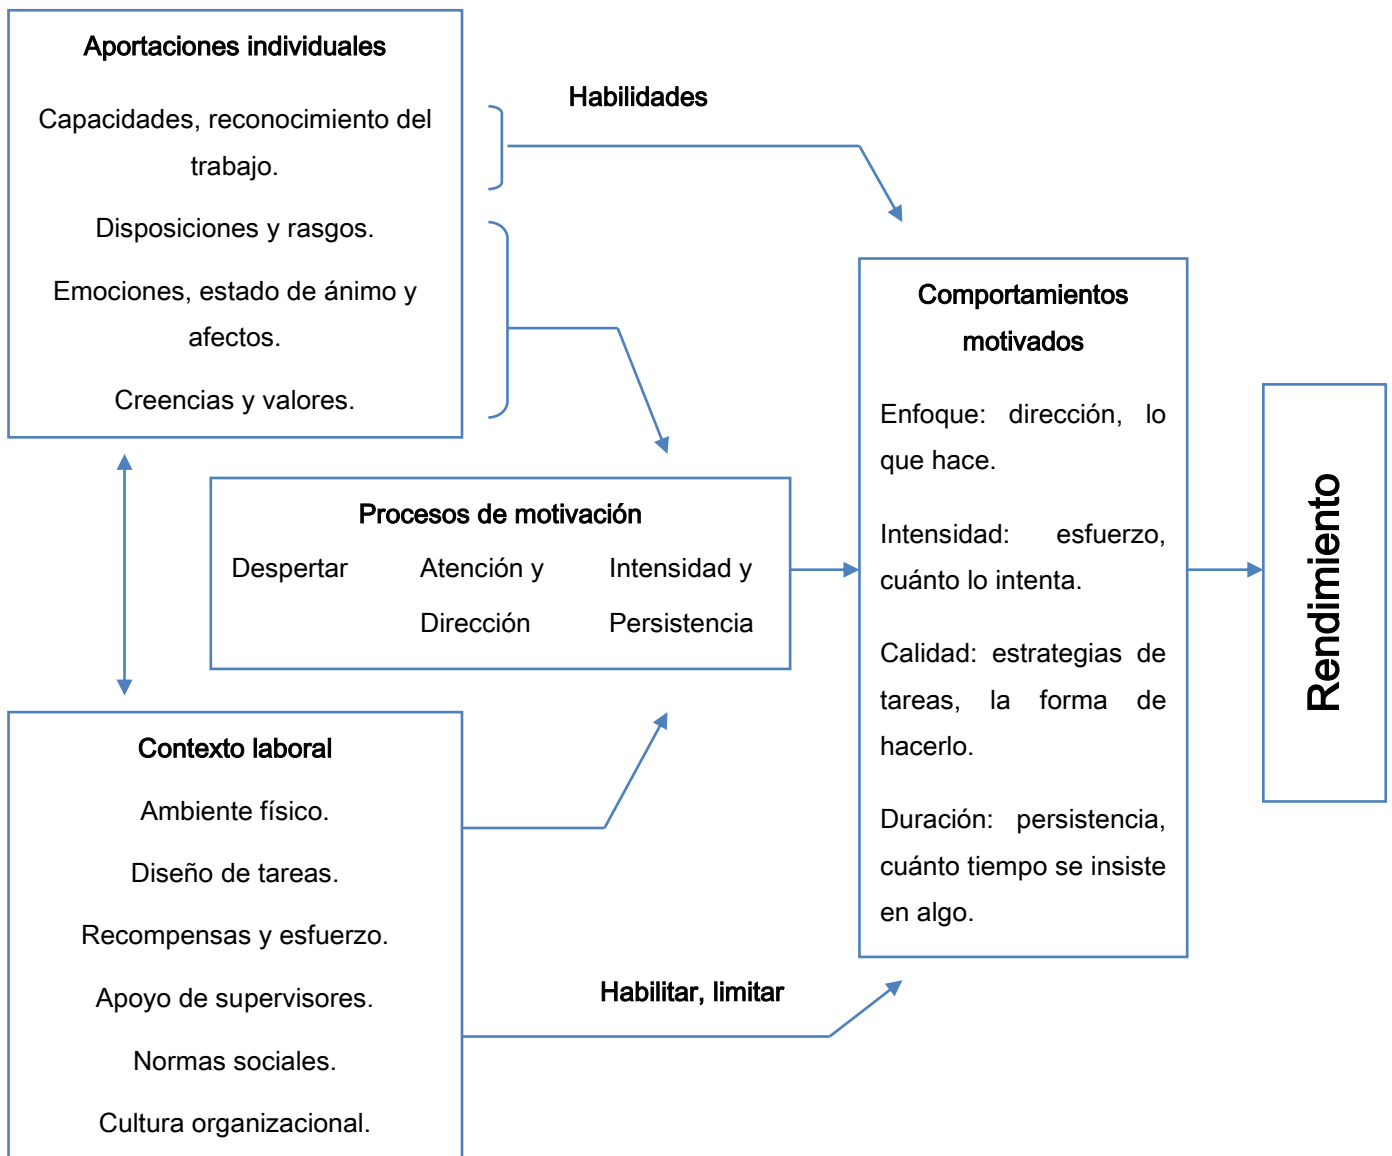 Aportaciones individuales
Capacidades, reconocimiento del
trabajo.
Disposiciones y rasgos.
Emociones, estado de ánimo y
afectos.
Creencias y valores.
Habilidades
Procesos de motivación
Despertar
Atención y
Dirección
Intensidad y
Persistencia
Contexto laboral
Ambiente físico.
Diseño de tareas.
Recompensas y esfuerzo.
Apoyo de supervisores.
Normas sociales.
Cultura organizacional.
Habilitar, limitar
Comportamientos
motivados
Enfoque: dirección, lo
que hace.
Intensidad: esfuerzo,
cuánto lo intenta.
Calidad: estrategias de
tareas, la forma de
hacerlo.
Duración: persistencia,
cuánto tiempo se insiste
en algo.
Rendimiento